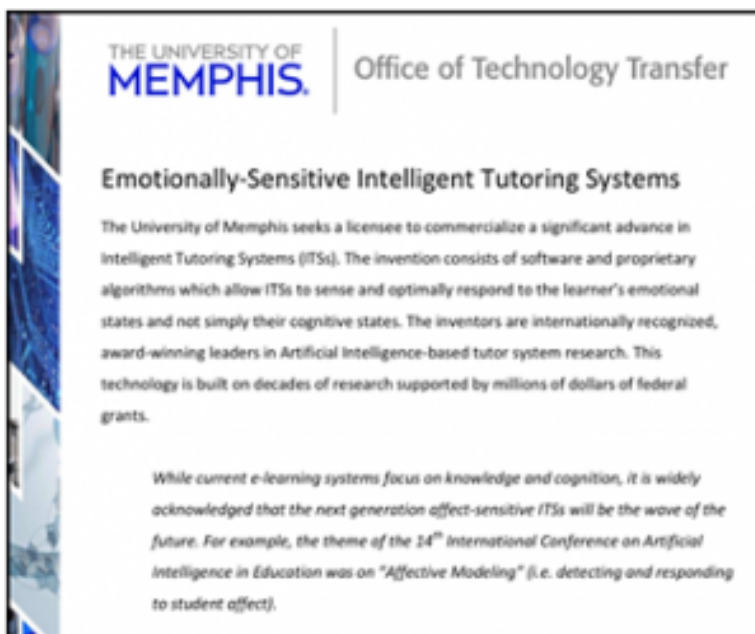 THE UNIVERSITY OF
MEMPHIS.
Office of Technology Transfer
Emotionally-Sensitive Intelligent Tutoring Systems
The University of Memphis seeks a licensee to commercialize a significant advance in
Intelligent Tutoring Systems (ITSs). The invention consists of software and proprietary
algorithms which allow ITSs to sense and optimally respond to the learner's emotional
states and not simply their cognitive states. The inventors are internationally recognized,
award-winning leaders in Artificial Intelligence-based tutor system research. This
technology is built on decades of research supported by millions of dollars of federal
grants.
While current e-learning systems focus on knowledge and cognition, it is widely
acknowledged that the next generation affect-sensitive ITSs will be the wave of the
future. For example, the theme of the 14th International Conference on Artificial
Intelligence in Education was on "Affective Modeling" (i.e. detecting and responding
to student affect).